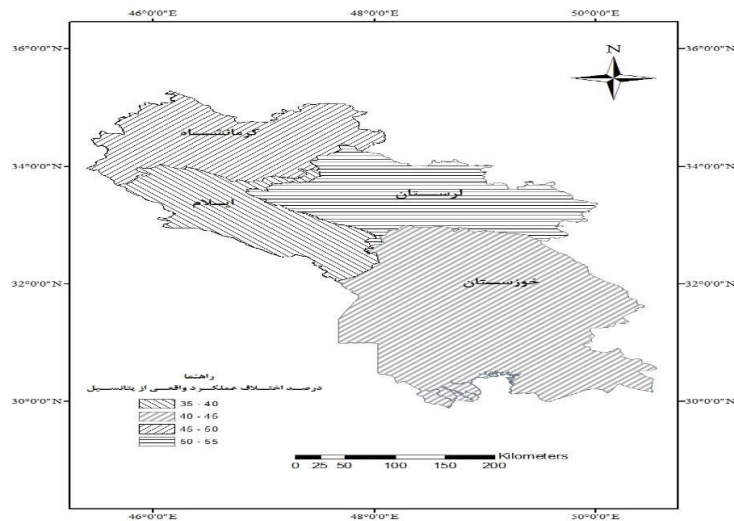 46°0'0"E 48°0'0"E 50°0'0"E
36°0'0"N 36°0'0"N
N
کرمانشاه
34°0'0"N 34°0'0"N
ایلام
لرستان
32°0'0"N 32°0'0"N
خوزستان
راهنما
درصد اختلاف عملکرد واقعی از پتانسیل
35 - 40
40 - 45
45 - 50
50 - 55
30°0'0"N 30°0'0"N
Kilometers
0 25 50 100 150 200
46°0'0"E 48°0'0"E 50°0'0"E